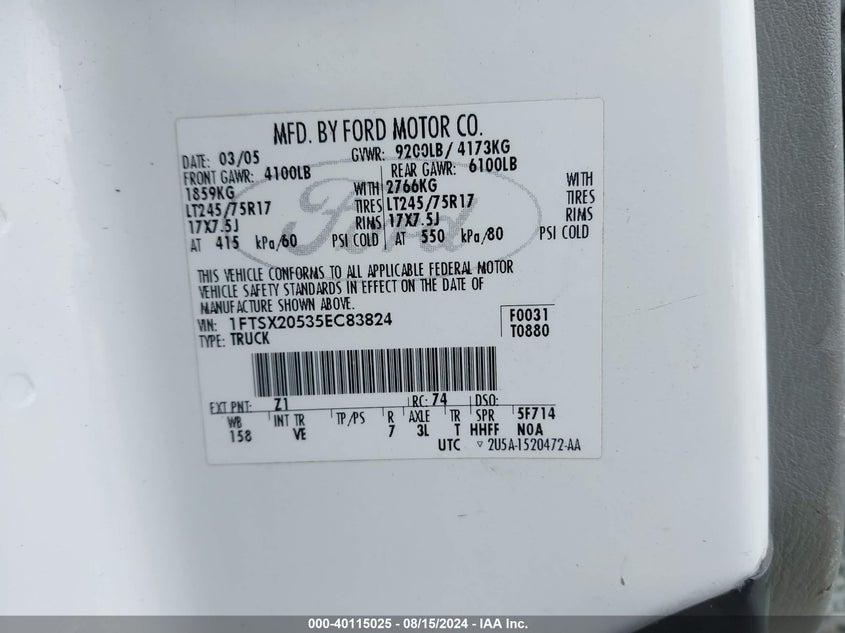 MFD. BY FORD MOTOR CO.
DATE: 03/05 GVWR: 9200LB/ 4173KG
FRONT GAWR: 4100LB REAR GAWR: 6100LB
1859KG WITH 2766KG WITH
LT245/75R17 TIRES LT245/75R17 TIRES
17X7.5J RIMS 17X7.5J RIMS
AT 415 kPa/60 PSI COLD AT 550 kPa/80 PSI COLD
Ford
THIS VEHICLE CONFORMS TO ALL APPLICABLE FEDERAL MOTOR
VEHICLE SAFETY STANDARDS IN EFFECT ON THE DATE OF
MANUFACTURE SHOWN ABOVE.
VIN: 1FTSX20535EC83824 F0031
TYPE: TRUCK T0880
EXT PNT: Z1 RC: 74 DSO:
WB INT TR TP/PS R AXLE TR SPR 5F714
158 VE 7 3L T HHFF N0A
UTC ▽ 2U5A-1520472-AA
000-40115025 - 08/15/2024 - IAA Inc.